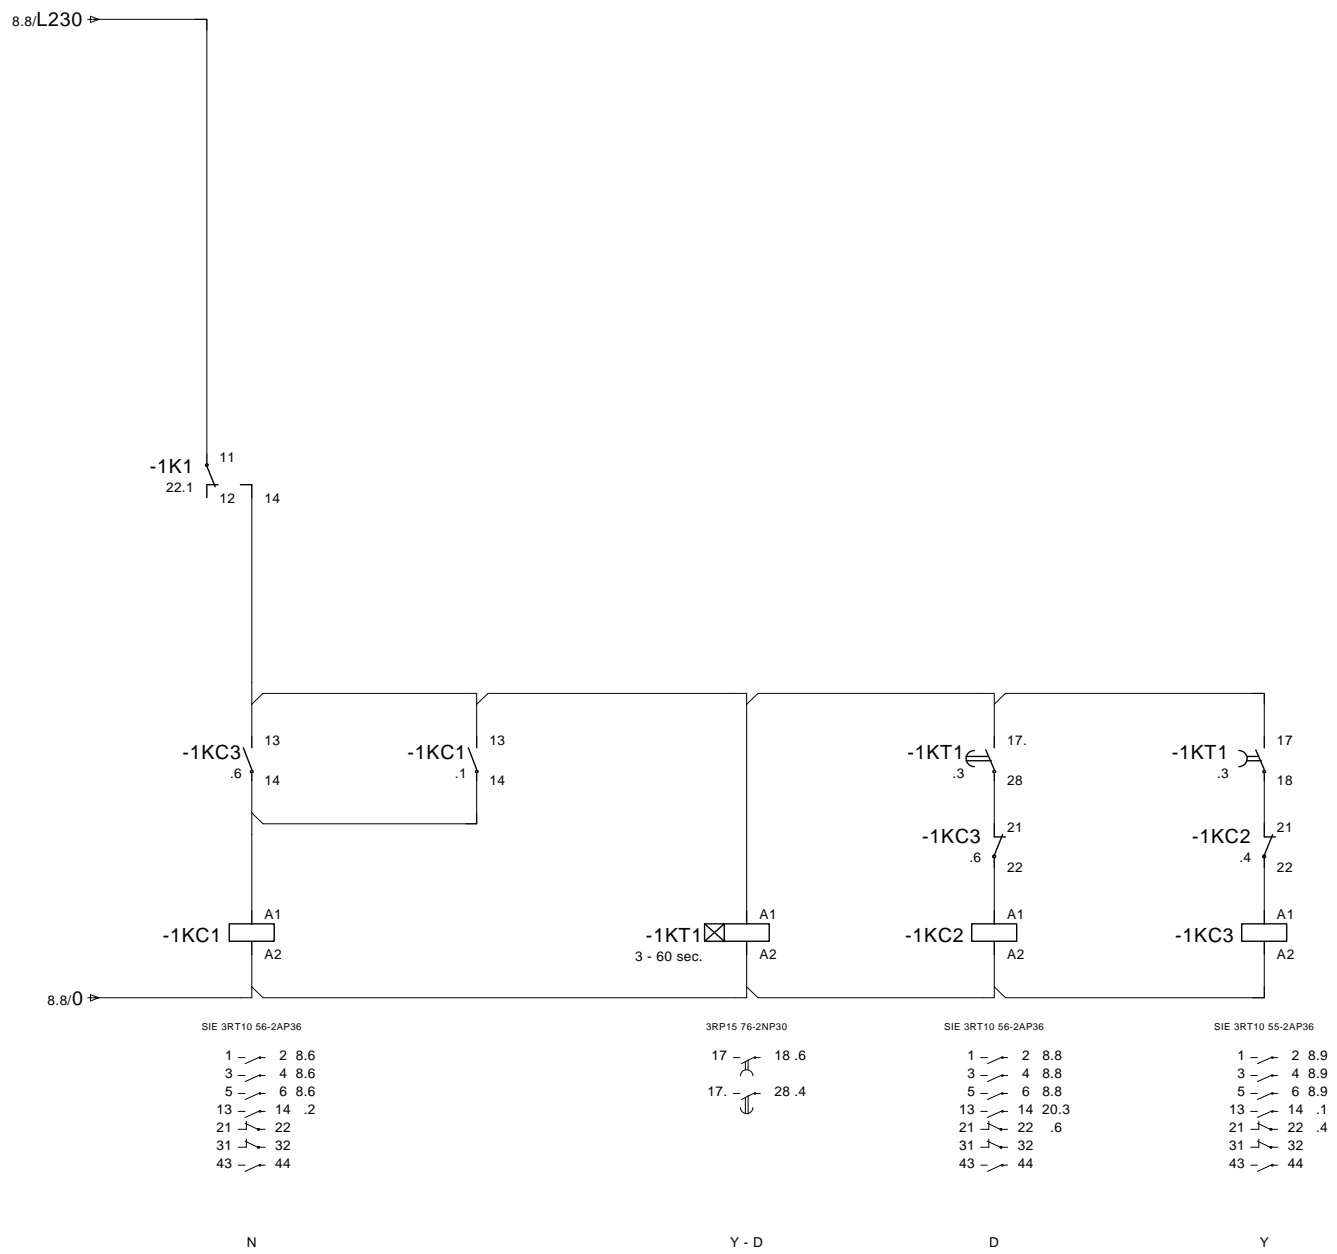 8.8/L230
11
-1K1
22.1
12
14
-1KC3
13
.6
14
-1KC1
13
.1
14
-1KT1
17.
.3
28
-1KT1
17
.3
18
-1KC3
21
.6
22
-1KC2
21
.4
22
-1KC1
A1
A2
-1KT1
A1
3 - 60 sec.
A2
-1KC2
A1
A2
-1KC3
A1
A2
8.8/0
SIE 3RT10 56-2AP36
1 2 8.6
3 4 8.6
5 6 8.6
13 14 .2
21 22
31 32
43 44
3RP15 76-2NP30
17 18 .6
17. 28 .4
SIE 3RT10 56-2AP36
1 2 8.8
3 4 8.8
5 6 8.8
13 14 20.3
21 22 .6
31 32
43 44
SIE 3RT10 55-2AP36
1 2 8.9
3 4 8.9
5 6 8.9
13 14 .1
21 22 .4
31 32
43 44
N
Y - D
D
Y